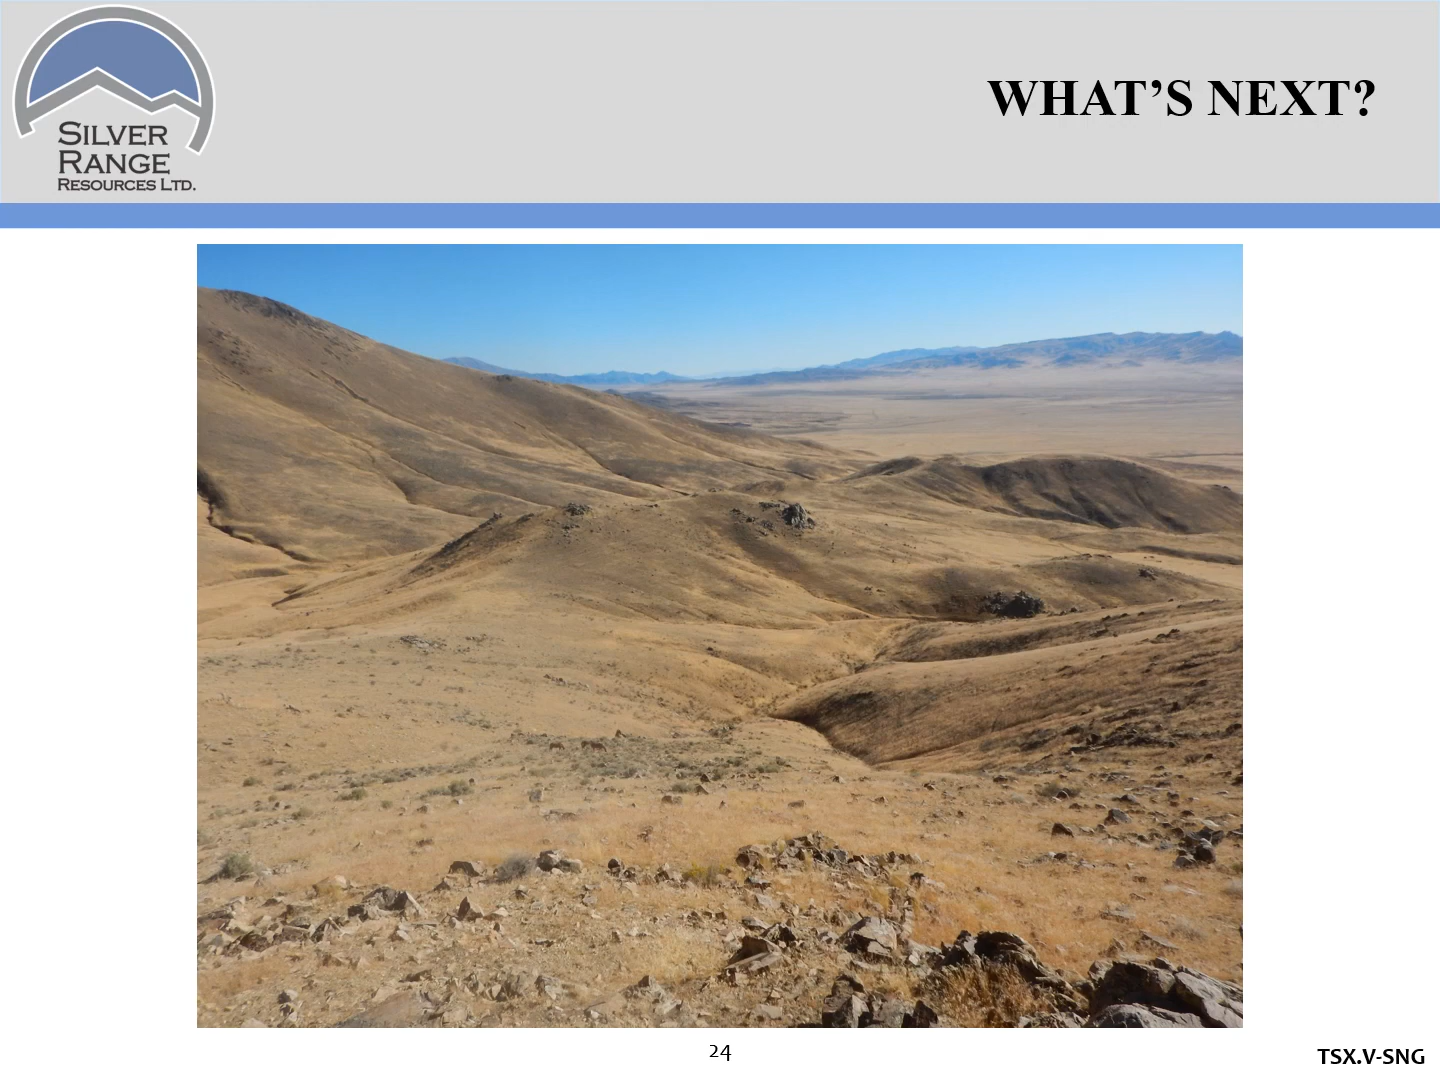 SILVER
RANGE
RESOURCES LTD.
WHAT’S NEXT?
24
TSX.V-SNG